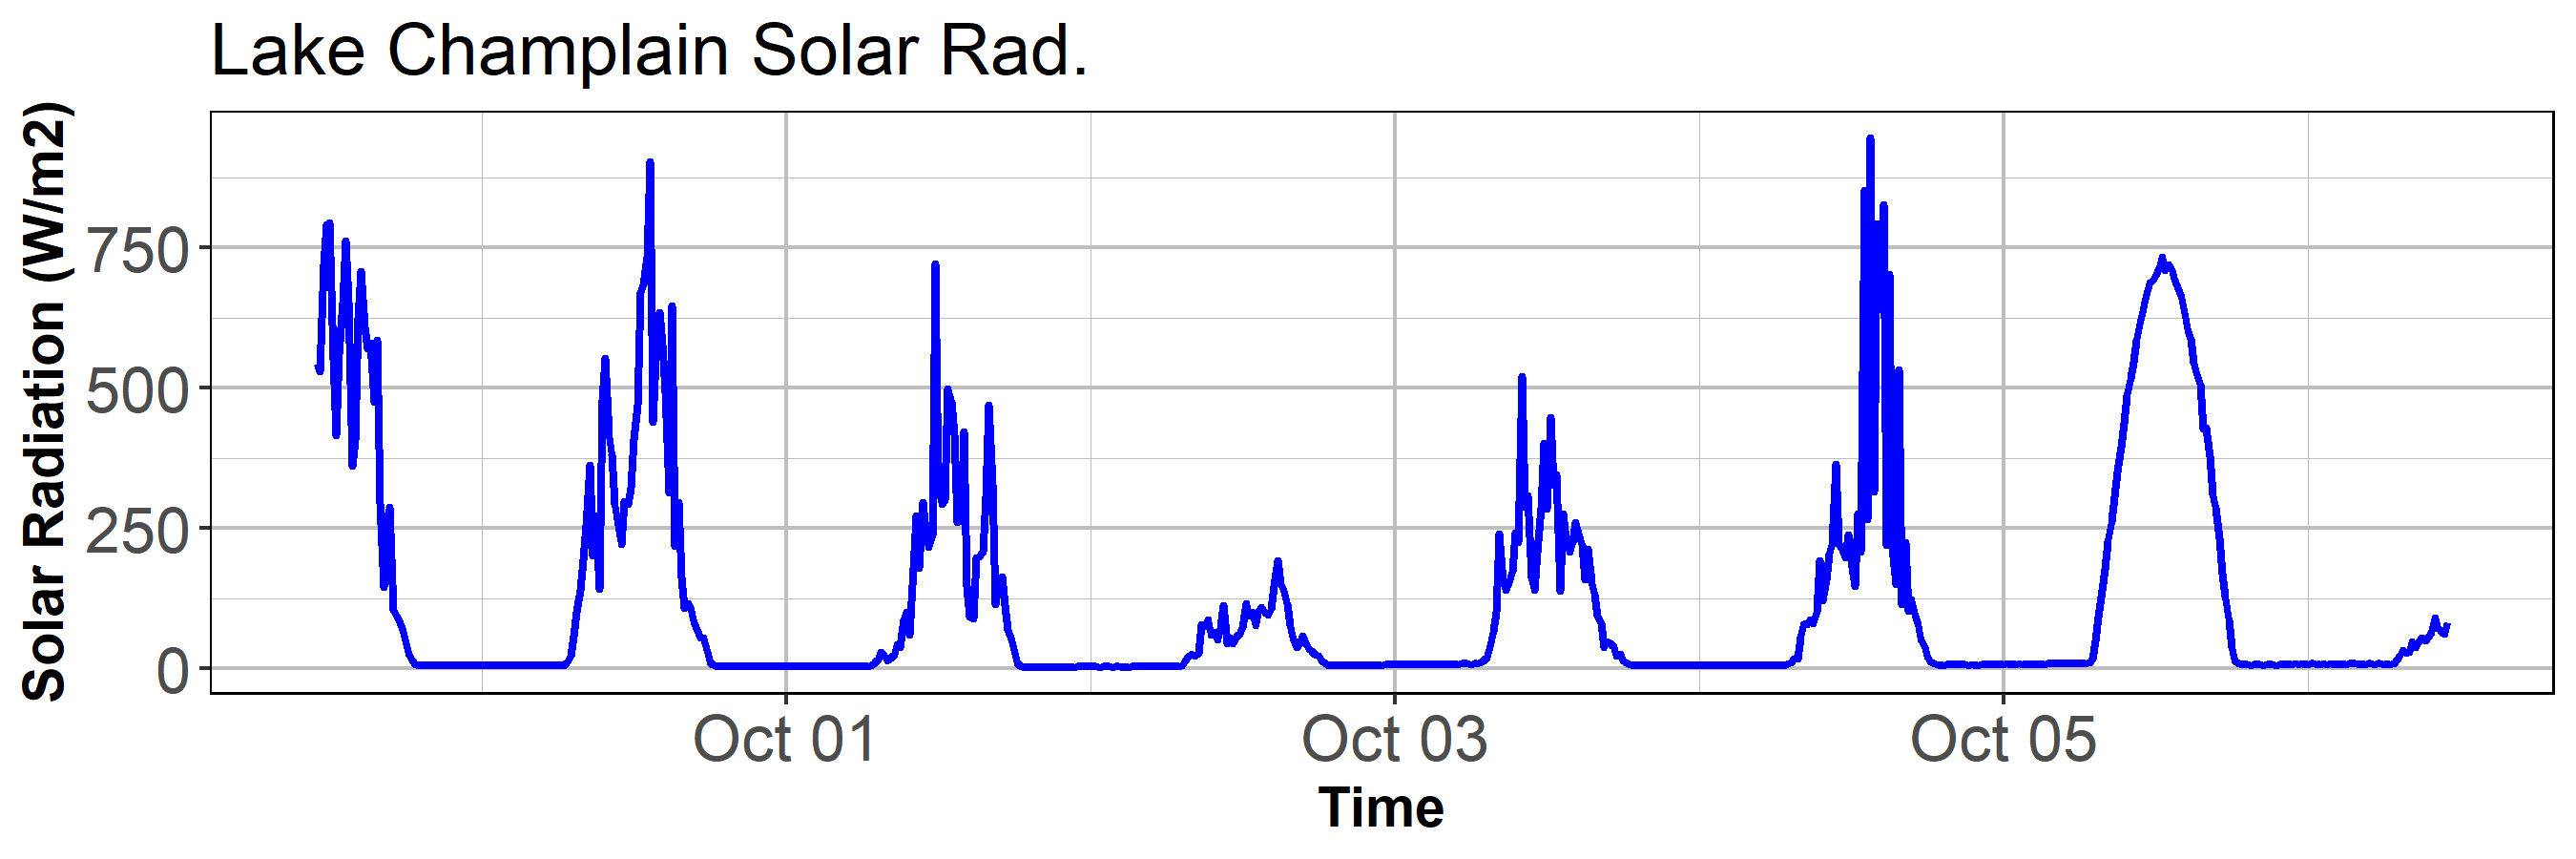 Lake Champlain Solar Rad.
Solar Radiation (W/m2)
750
500
250
0
Oct 01 Oct 03 Oct 05
Time